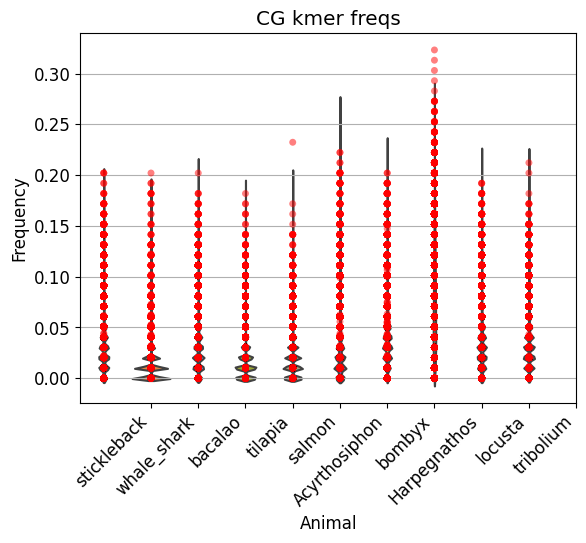 CG kmer freqs
Frequency
0.30
0.25
0.20
0.15
0.10
0.05
0.00
stickleback
whale_shark
bacalao
tilapia
salmon
Acyrthosiphon
bombyx
Harpegnathos
locusta
tribolium
Animal